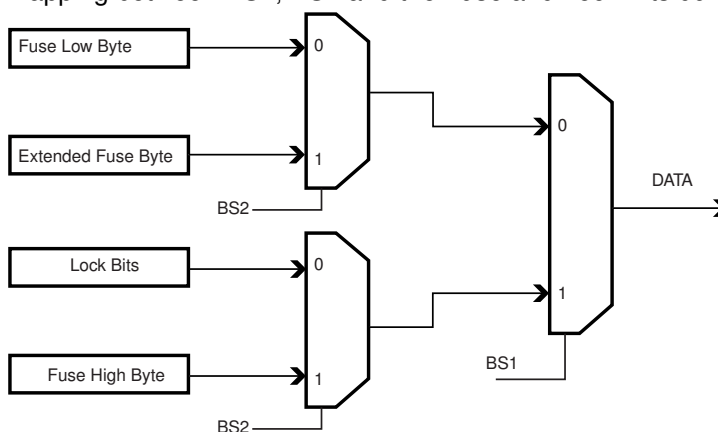 Fuse Low Byte
0
Extended Fuse Byte
1
BS2
0
DATA
Lock Bits
0
1
Fuse High Byte
1
BS1
BS2